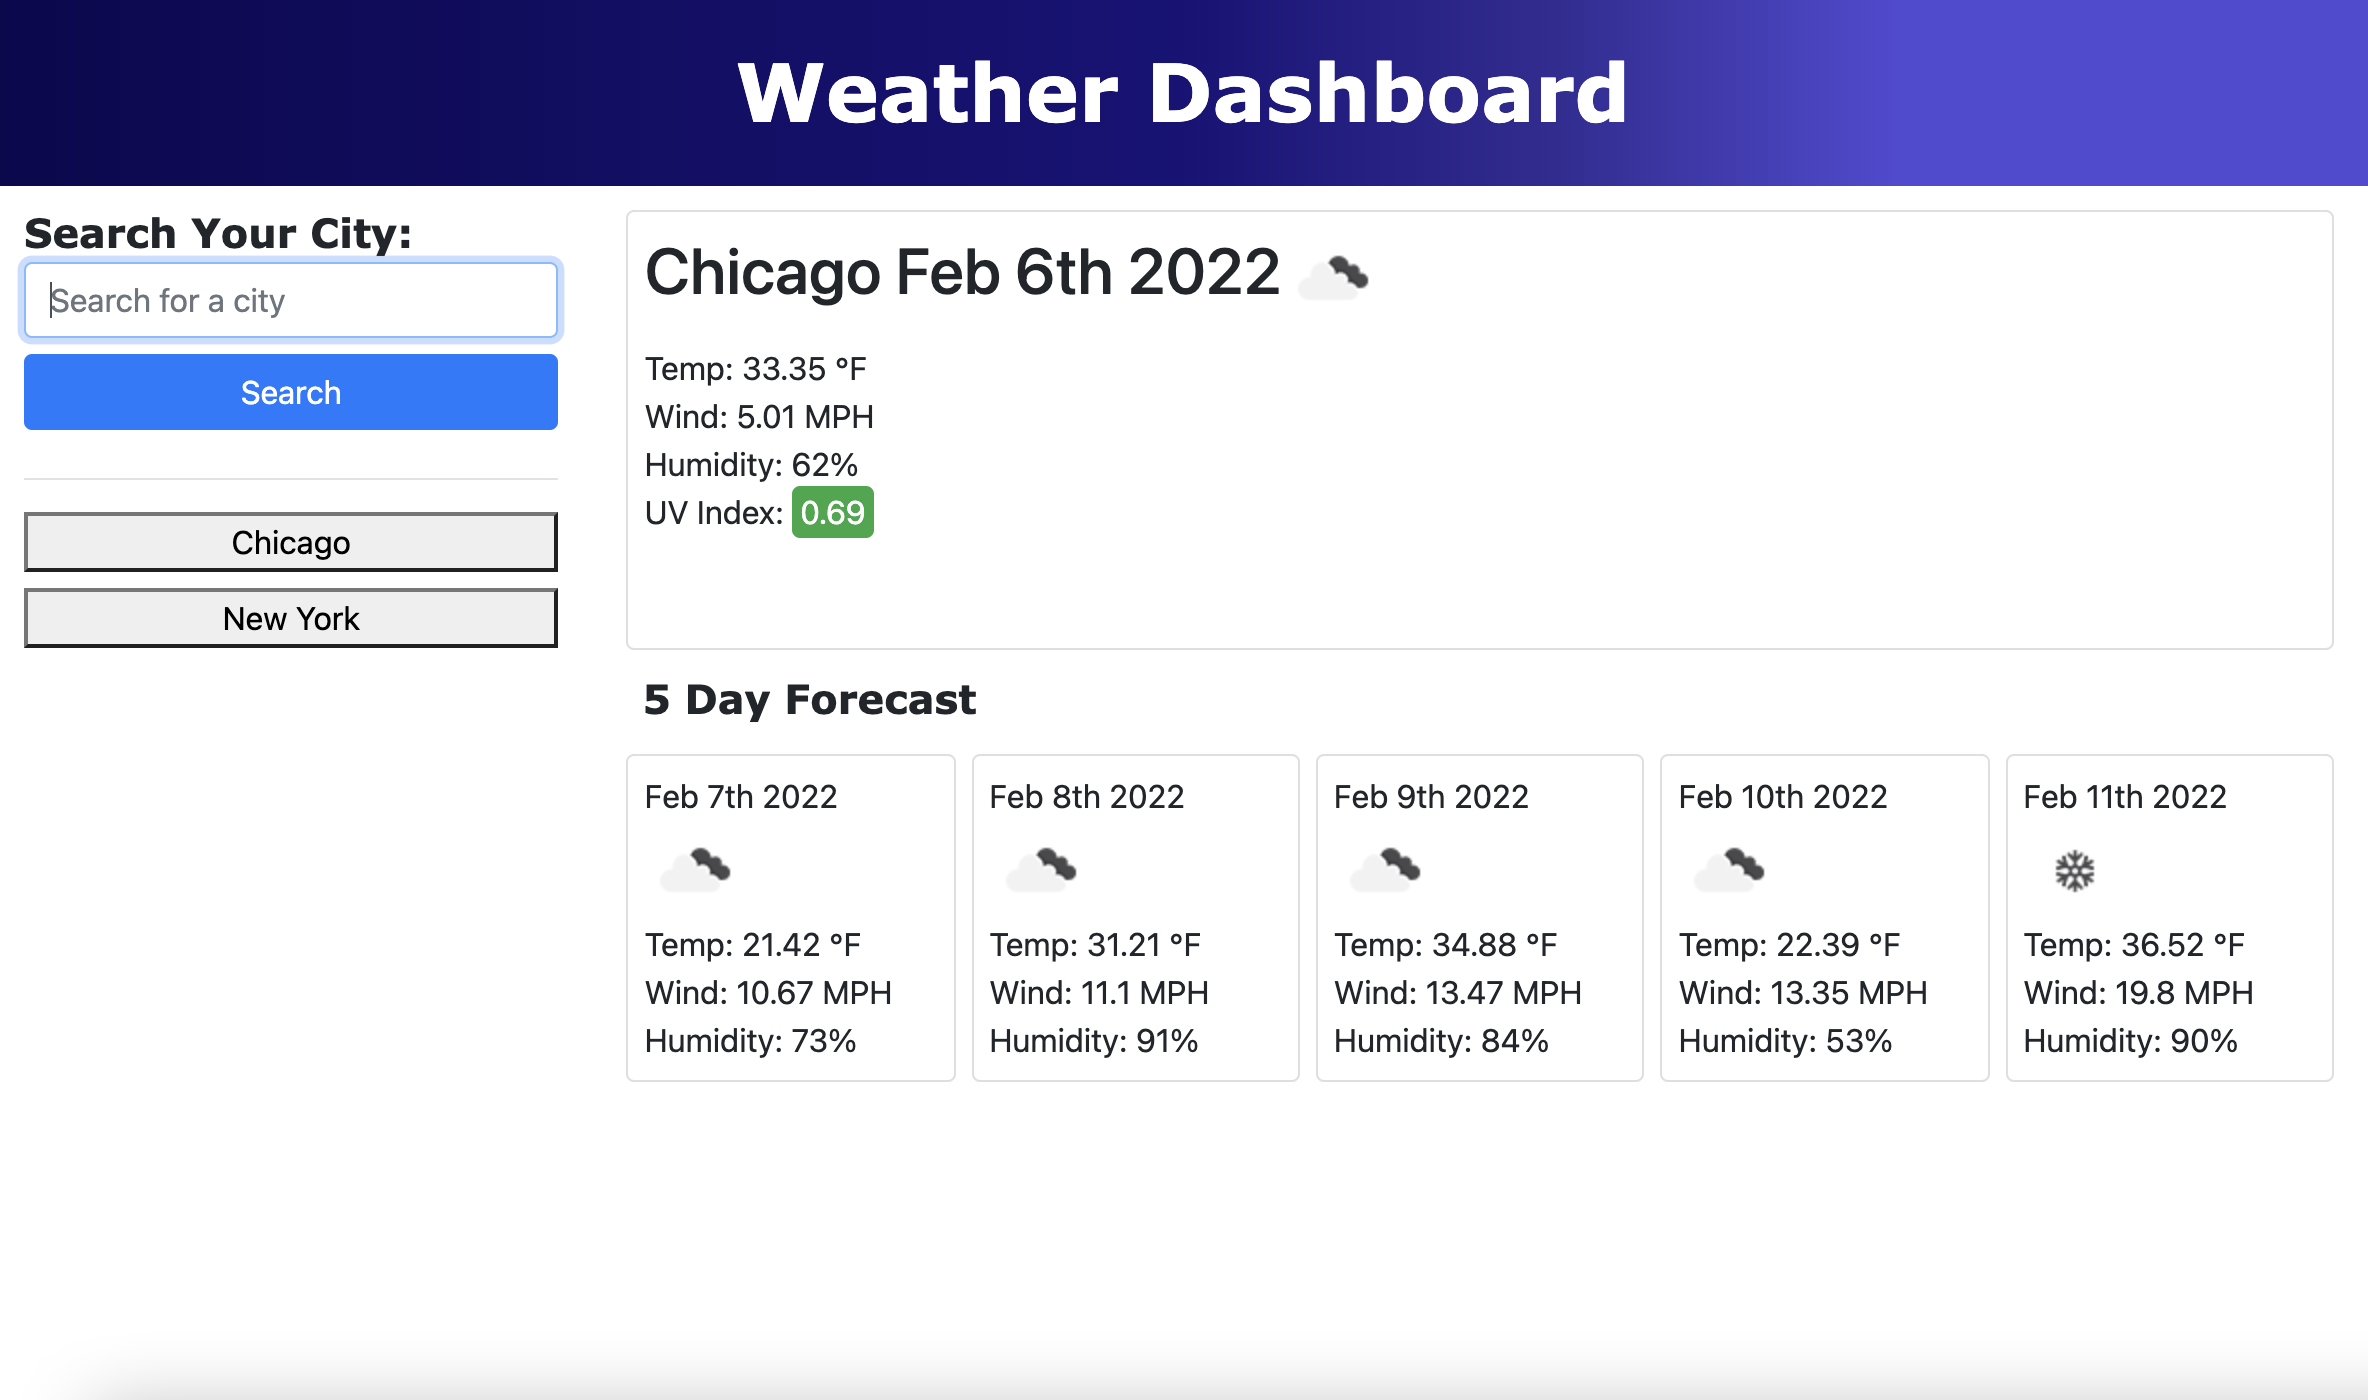 Weather Dashboard
Search Your City:
Search for a city
Search
Chicago
New York
Chicago Feb 6th 2022
Temp: 33.35 °F
Wind: 5.01 MPH
Humidity: 62%
UV Index: 0.69
5 Day Forecast
Feb 7th 2022
Temp: 21.42 °F
Wind: 10.67 MPH
Humidity: 73%
Feb 8th 2022
Temp: 31.21 °F
Wind: 11.1 MPH
Humidity: 91%
Feb 9th 2022
Temp: 34.88 °F
Wind: 13.47 MPH
Humidity: 84%
Feb 10th 2022
Temp: 22.39 °F
Wind: 13.35 MPH
Humidity: 53%
Feb 11th 2022
Temp: 36.52 °F
Wind: 19.8 MPH
Humidity: 90%